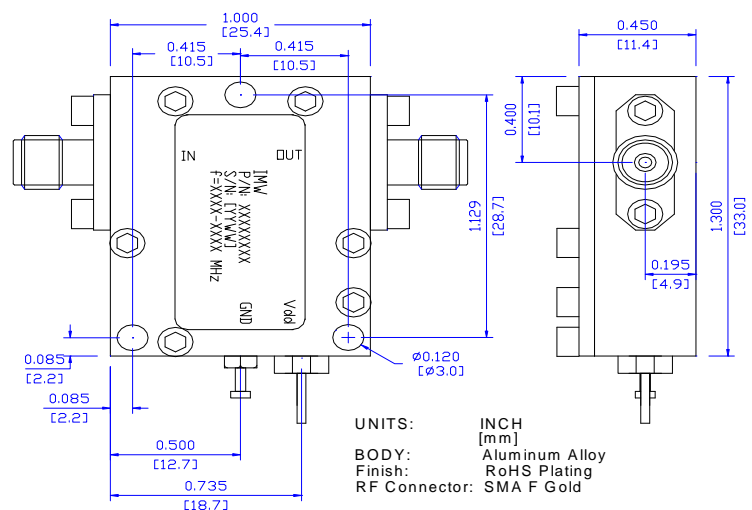 1.000
[25.4]
0.415
[10.5]
0.415
[10.5]
0.450
[11.4]
0.400
[10.1]
IN
OUT
IMW
P/N: XXXXXXXX
S/N: [YYWW]
f=XXXX-XXXX MHz
GND
Vdd
1.129
[28.7]
1.300
[33.0]
0.195
[4.9]
0.085
[2.2]
0.085
[2.2]
Ø0.120
[Ø3.0]
0.500
[12.7]
0.735
[18.7]
UNITS: INCH
[mm]
BODY: Aluminum Alloy
Finish: RoHS Plating
RF Connector: SMA F Gold